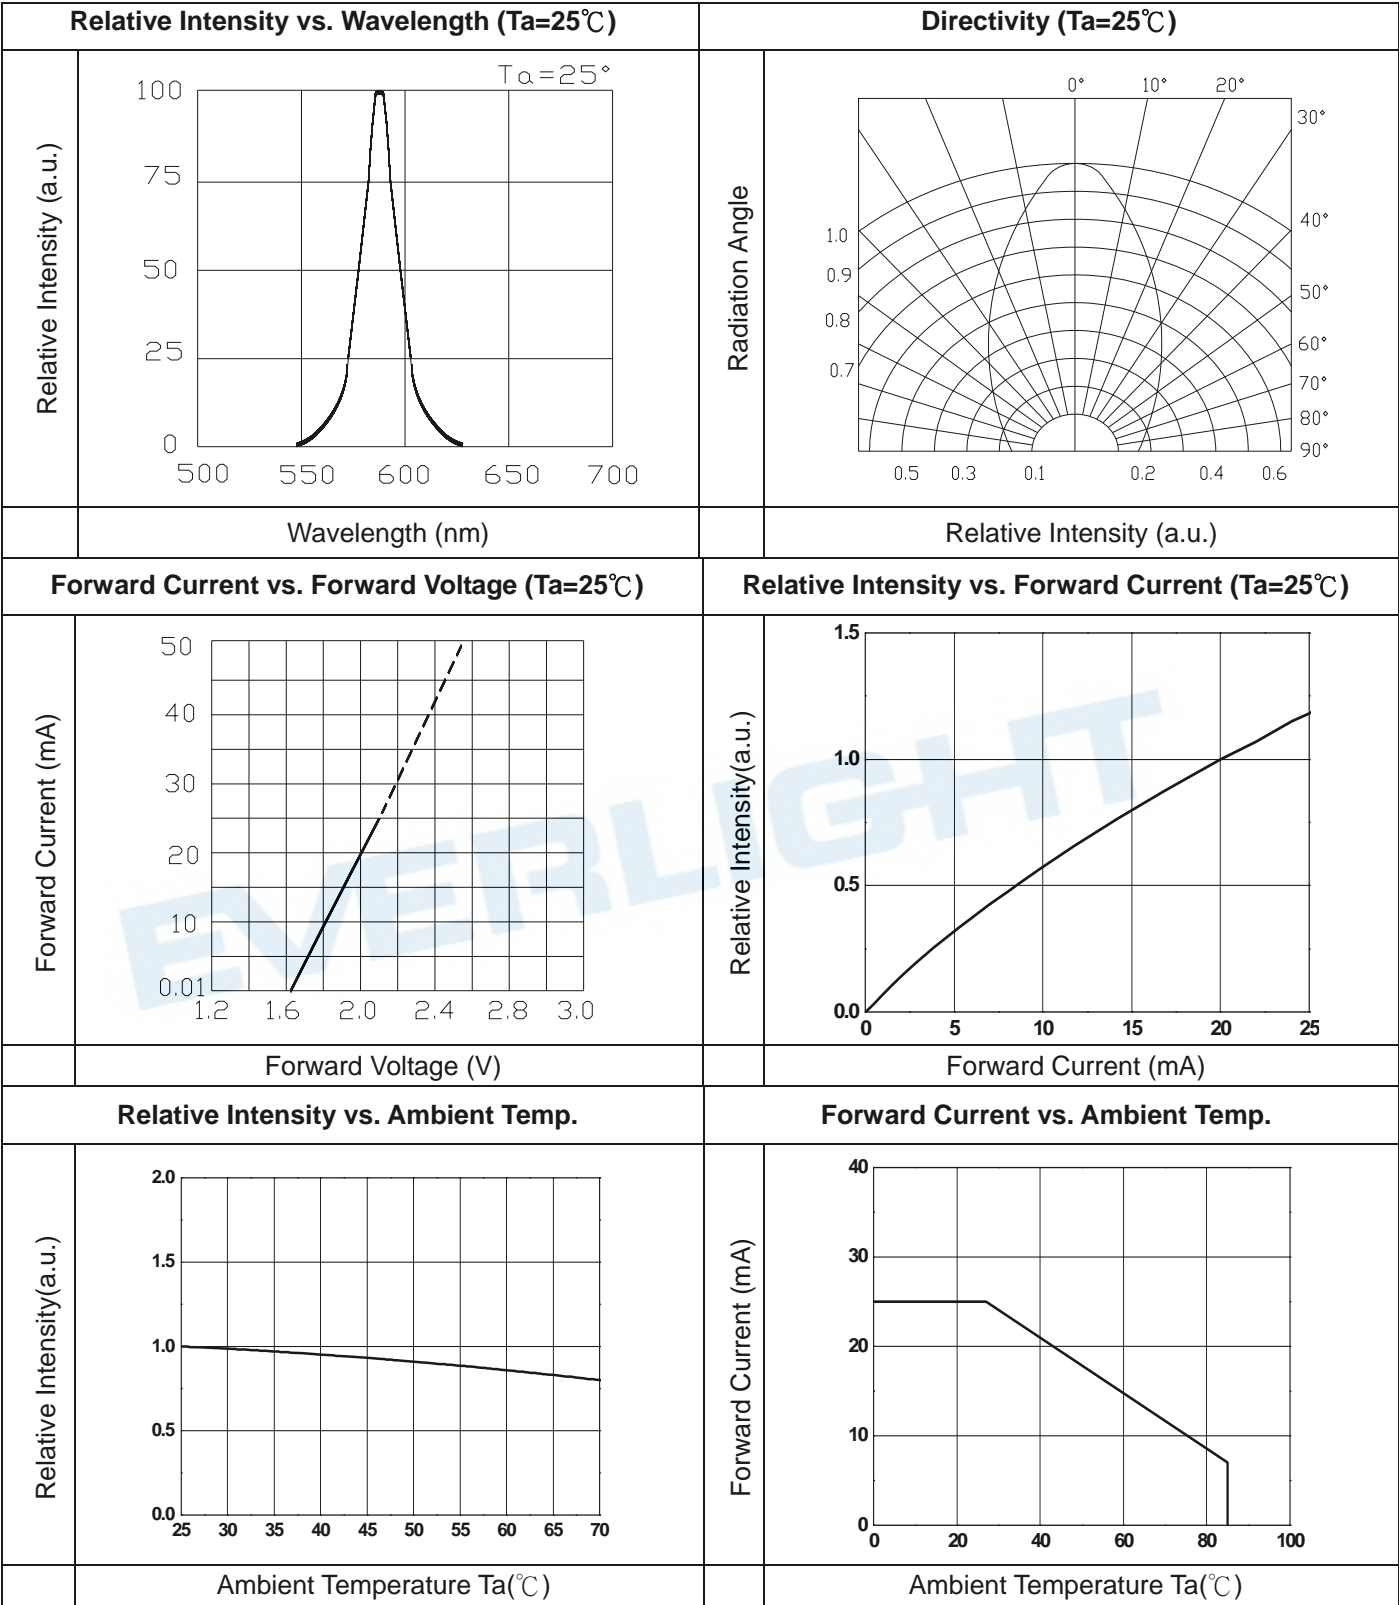 Relative Intensity vs. Wavelength (Ta=25℃)
Directivity (Ta=25℃)
Relative Intensity (a.u.)
Ta=25°
100
75
50
25
0
500 550 600 650 700
Wavelength (nm)
Radiation Angle
0° 10° 20°
30°
40°
50°
60°
70°
80°
90°
1.0
0.9
0.8
0.7
0.5 0.3 0.1 0.2 0.4 0.6
Relative Intensity (a.u.)
Forward Current vs. Forward Voltage (Ta=25℃)
Relative Intensity vs. Forward Current (Ta=25℃)
Forward Current (mA)
50
40
30
20
10
0.01
1.2 1.6 2.0 2.4 2.8 3.0
Forward Voltage (V)
Relative Intensity(a.u.)
1.5
1.0
0.5
0.0
0 5 10 15 20 25
Forward Current (mA)
EVERLIGHT
Relative Intensity vs. Ambient Temp.
Forward Current vs. Ambient Temp.
Relative Intensity(a.u.)
2.0
1.5
1.0
0.5
0.0
25 30 35 40 45 50 55 60 65 70
Ambient Temperature Ta(℃)
Forward Current (mA)
40
30
20
10
0
0 20 40 60 80 100
Ambient Temperature Ta(℃)